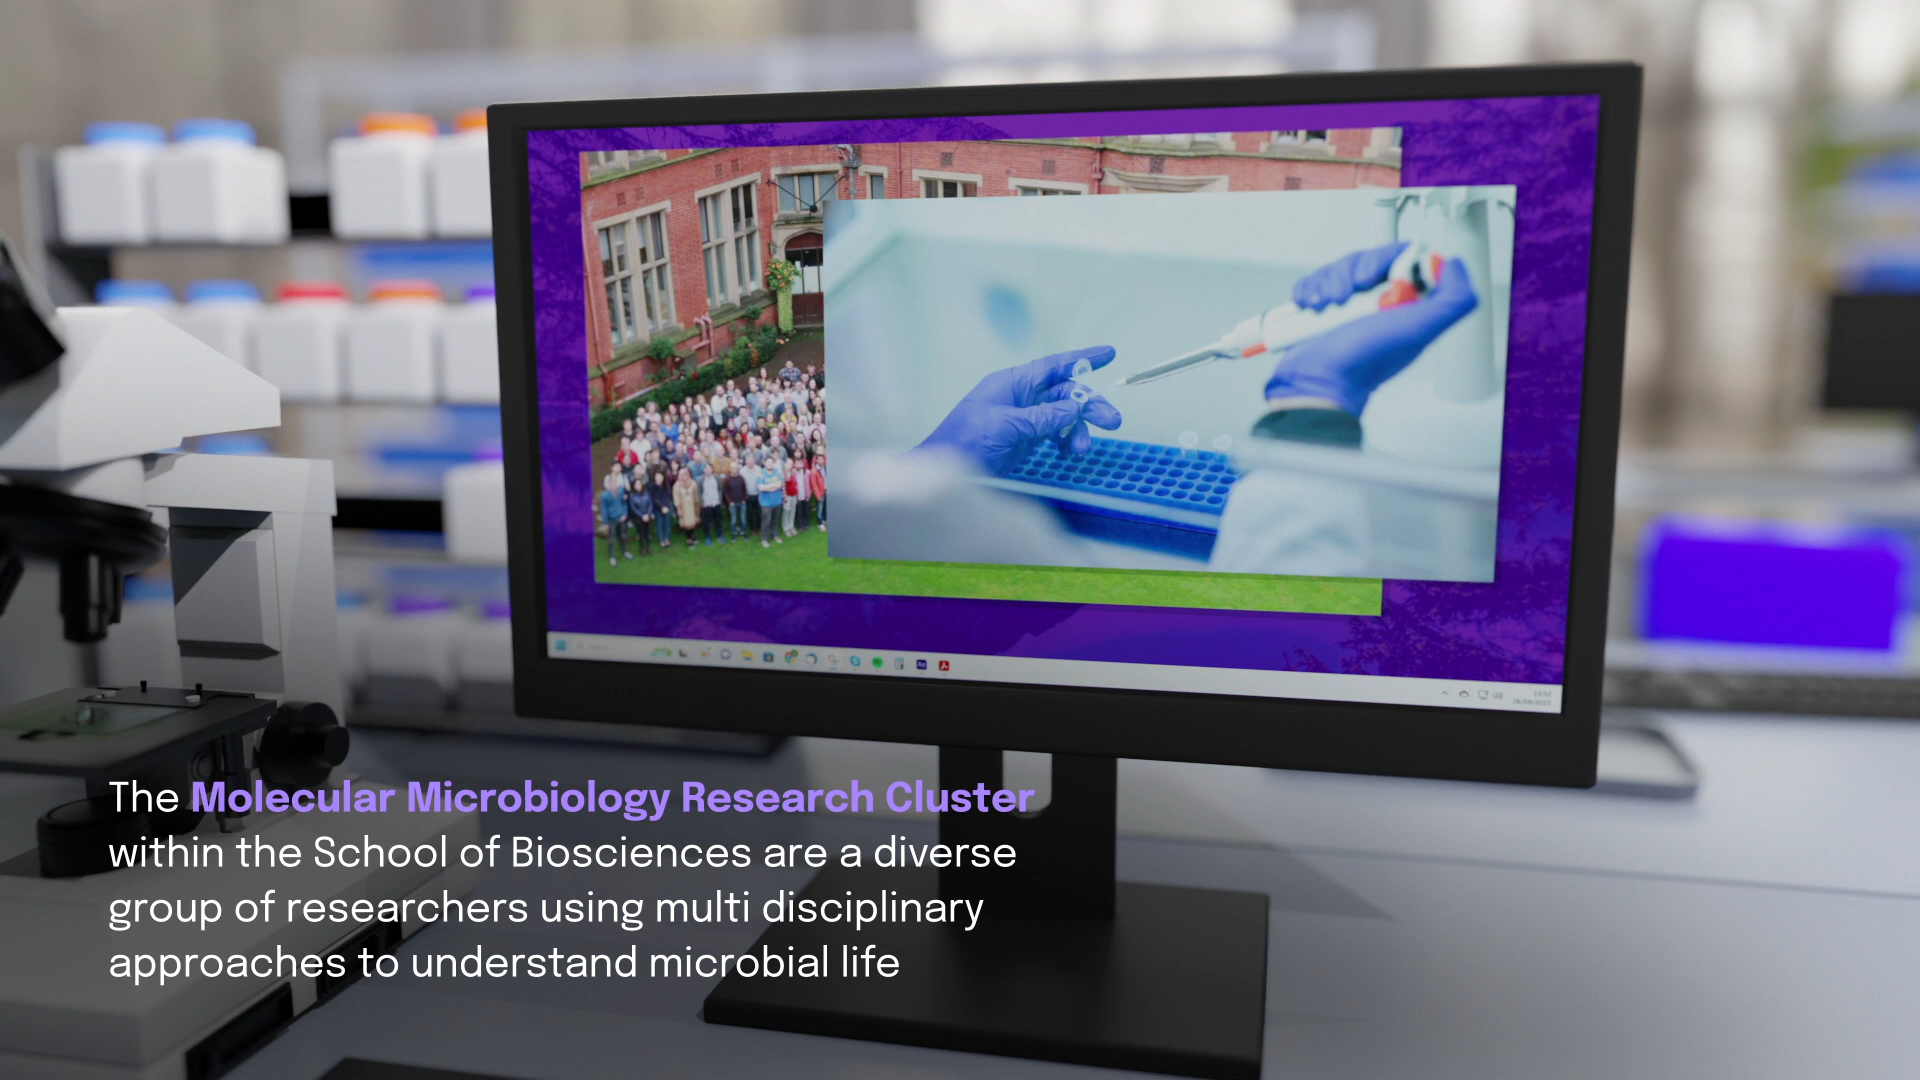 The Molecular Microbiology Research Cluster
within the School of Biosciences are a diverse
group of researchers using multi disciplinary
approaches to understand microbial life